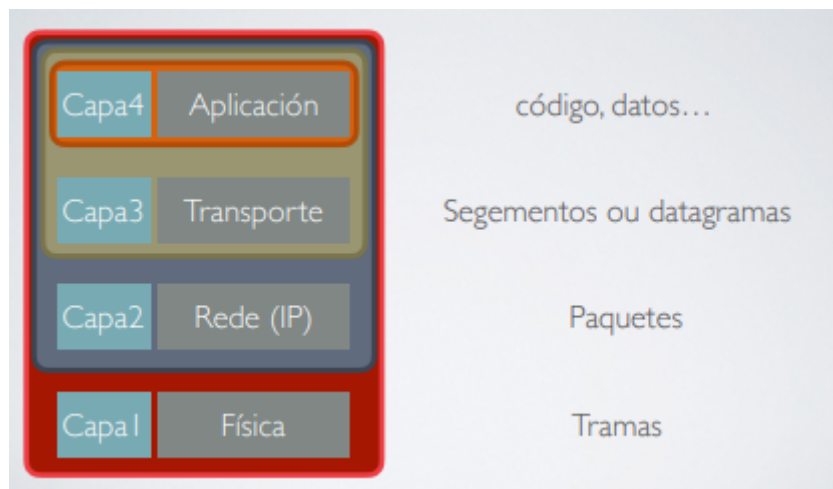 Capa4 Aplicación código, datos…
Capa3 Transporte Segementos ou datagramas
Capa2 Rede (IP) Paquetes
Capa1 Física Tramas